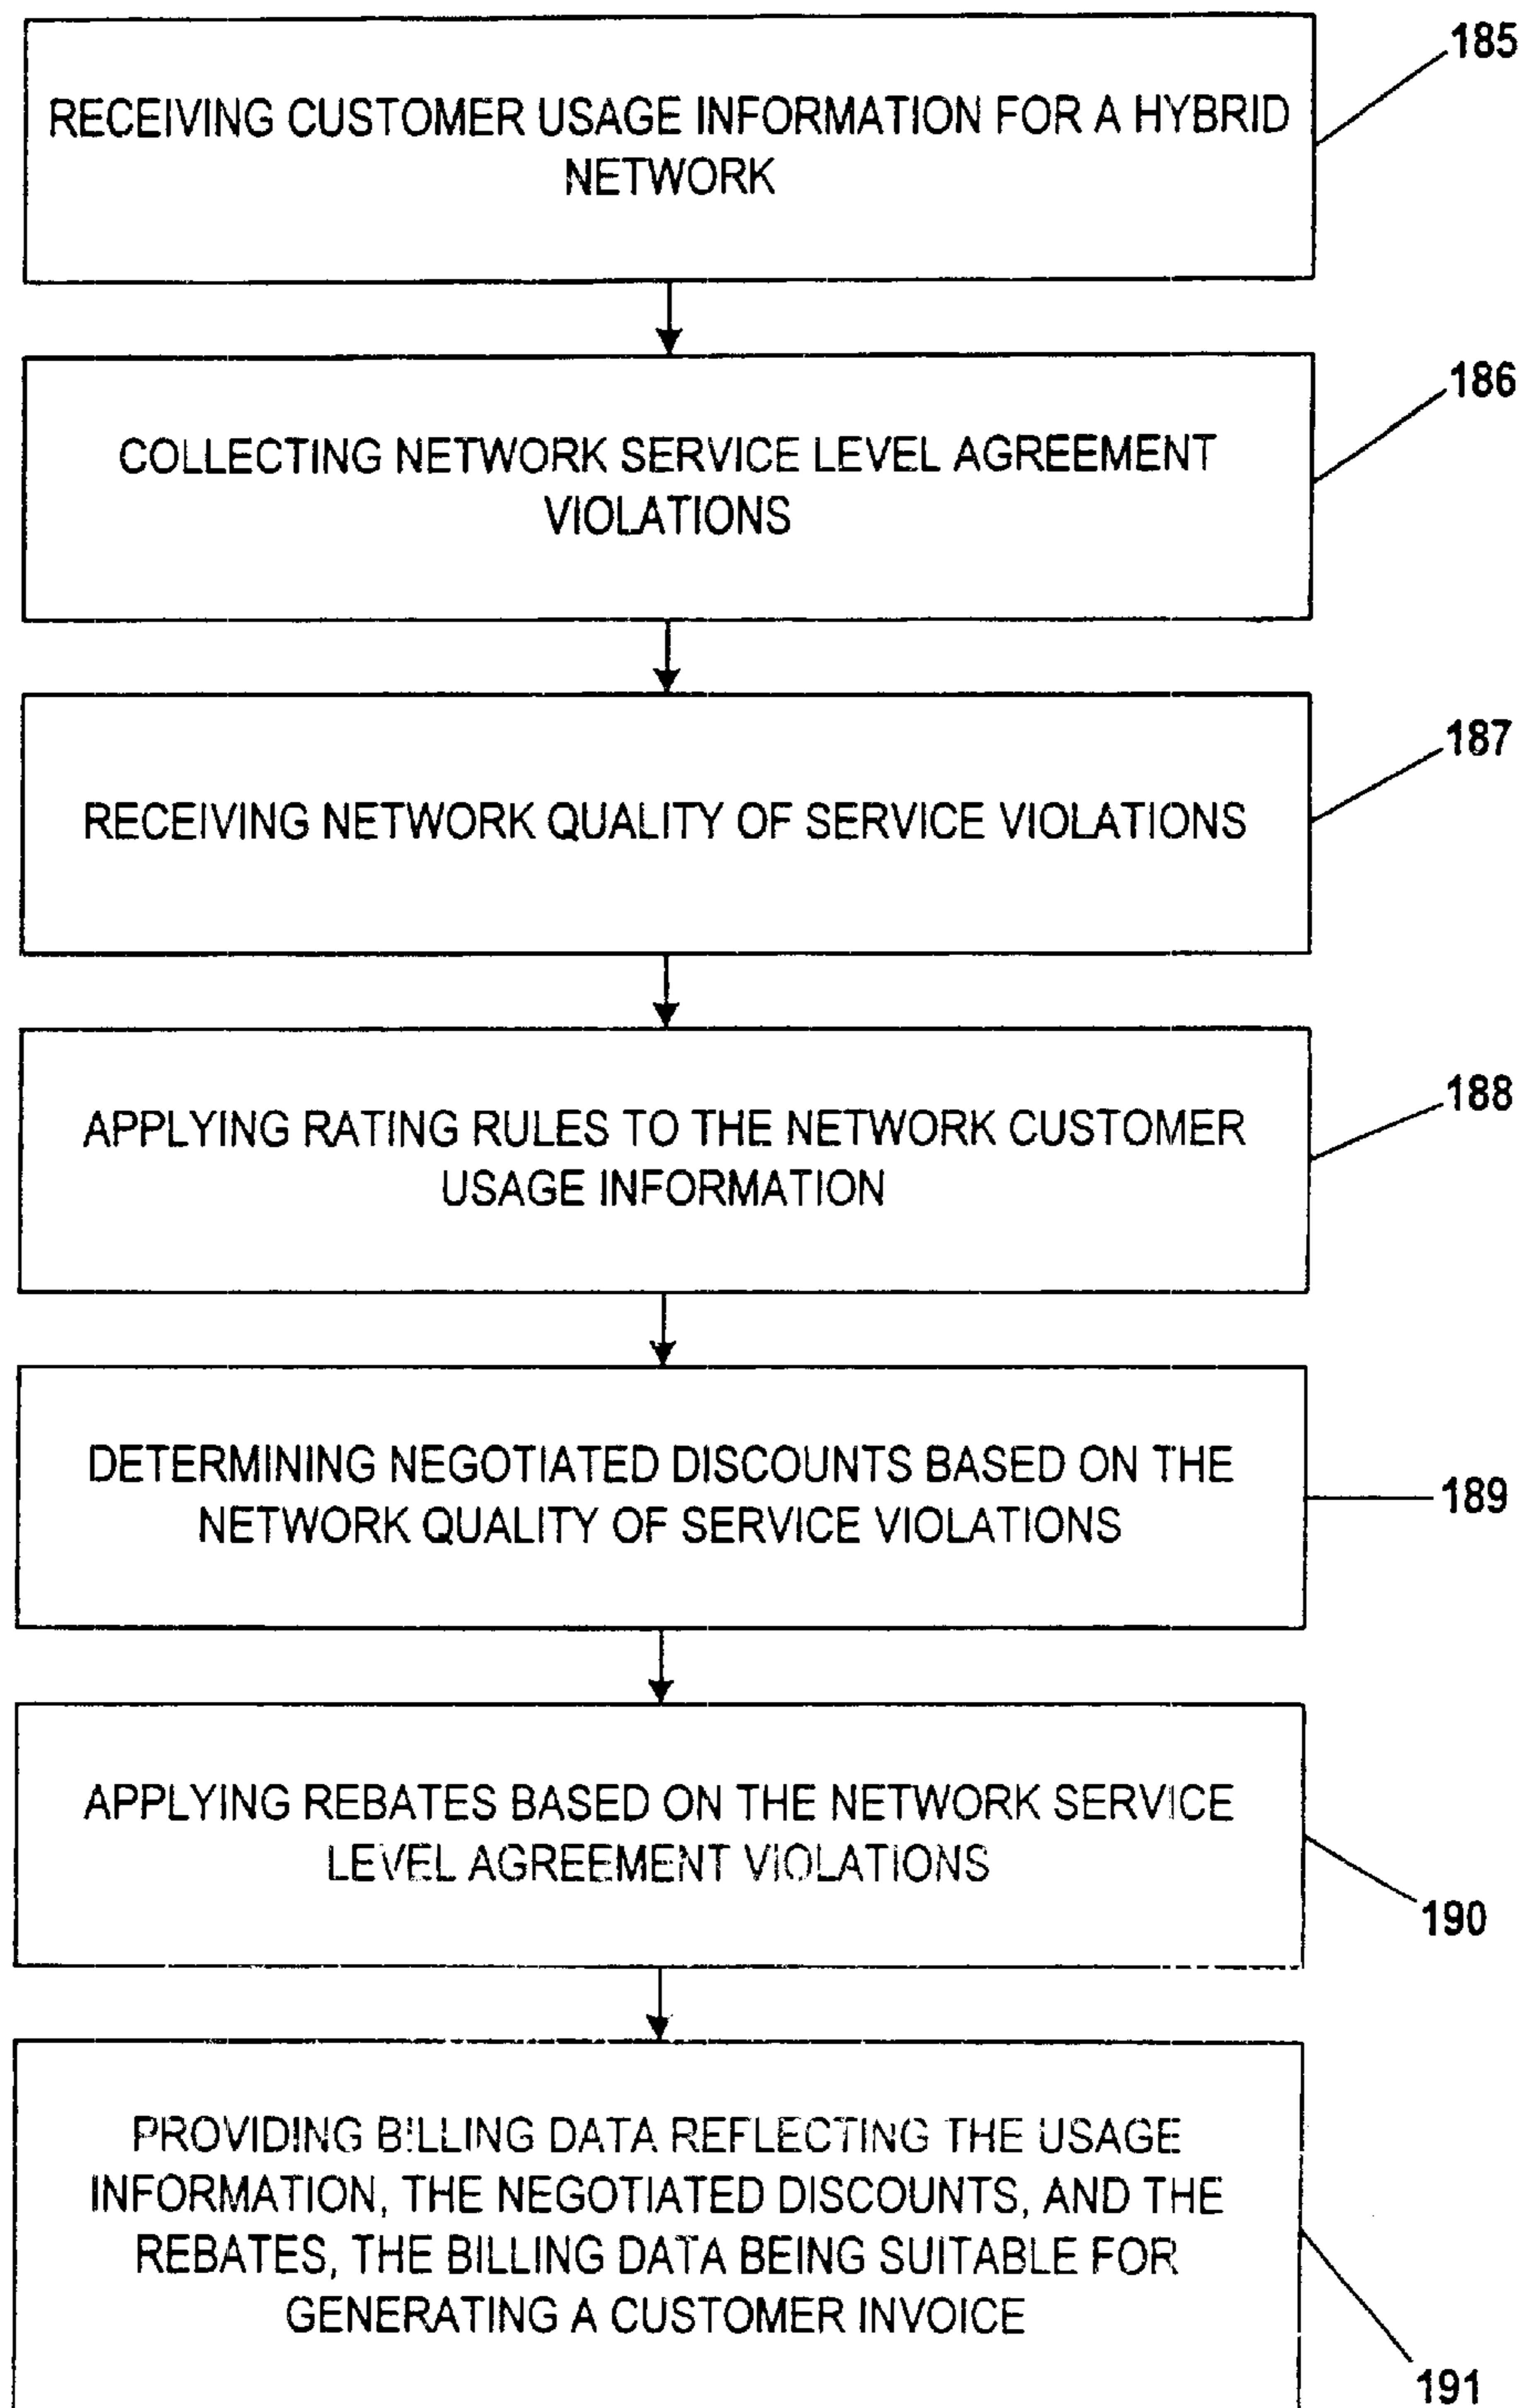 185
RECEIVING CUSTOMER USAGE INFORMATION FOR A HYBRID
NETWORK
186
COLLECTING NETWORK SERVICE LEVEL AGREEMENT
VIOLATIONS
187
RECEIVING NETWORK QUALITY OF SERVICE VIOLATIONS
188
APPLYING RATING RULES TO THE NETWORK CUSTOMER
USAGE INFORMATION
DETERMINING NEGOTIATED DISCOUNTS BASED ON THE
NETWORK QUALITY OF SERVICE VIOLATIONS
189
APPLYING REBATES BASED ON THE NETWORK SERVICE
LEVEL AGREEMENT VIOLATIONS
190
PROVIDING BILLING DATA REFLECTING THE USAGE
INFORMATION, THE NEGOTIATED DISCOUNTS, AND THE
REBATES, THE BILLING DATA BEING SUITABLE FOR
GENERATING A CUSTOMER INVOICE
191